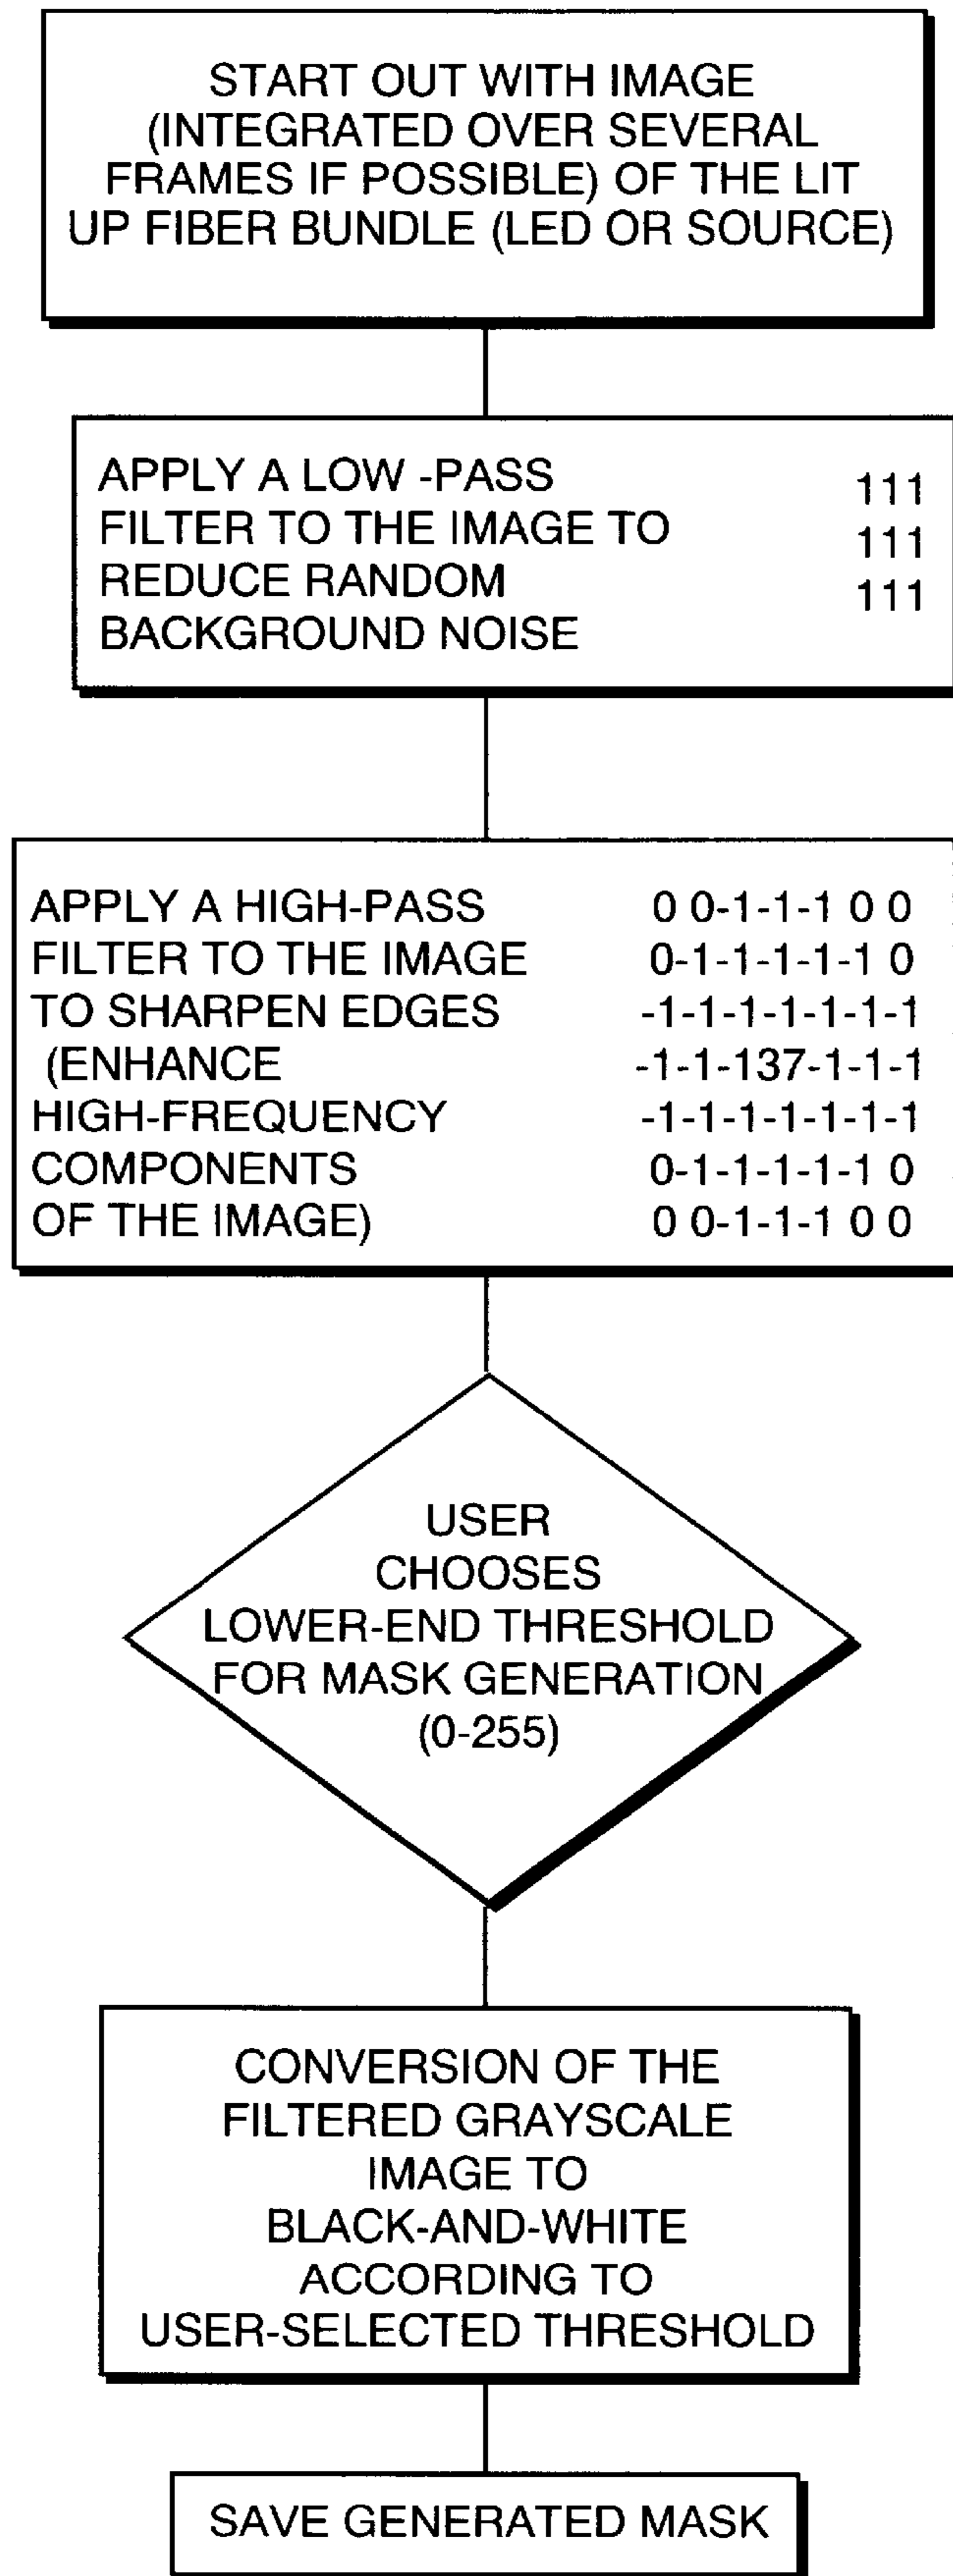 START OUT WITH IMAGE
(INTEGRATED OVER SEVERAL
FRAMES IF POSSIBLE) OF THE LIT
UP FIBER BUNDLE (LED OR SOURCE)
APPLY A LOW -PASS
FILTER TO THE IMAGE TO
REDUCE RANDOM
BACKGROUND NOISE
111
111
111
APPLY A HIGH-PASS
FILTER TO THE IMAGE
TO SHARPEN EDGES
(ENHANCE
HIGH-FREQUENCY
COMPONENTS
OF THE IMAGE)
0 0-1-1-1 0 0
0-1-1-1-1-1 0
-1-1-1-1-1-1-1
-1-1-137-1-1-1
-1-1-1-1-1-1-1
0-1-1-1-1-1 0
0 0-1-1-1 0 0
USER
CHOOSES
LOWER-END THRESHOLD
FOR MASK GENERATION
(0-255)
CONVERSION OF THE
FILTERED GRAYSCALE
IMAGE TO
BLACK-AND-WHITE
ACCORDING TO
USER-SELECTED THRESHOLD
SAVE GENERATED MASK